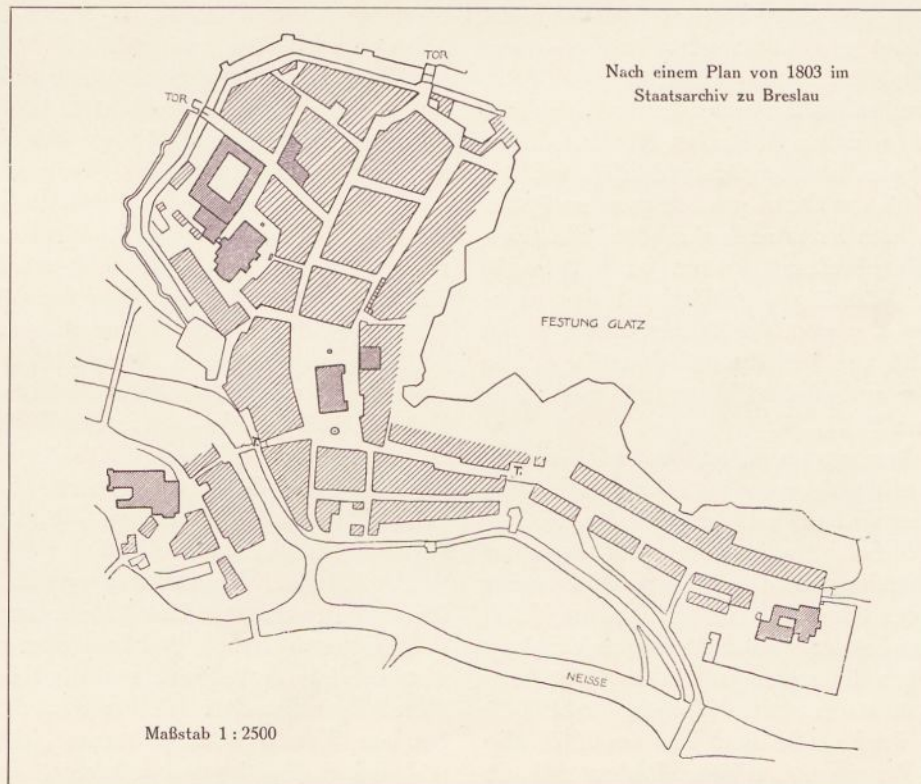 TOR
Nach einem Plan von 1803 im
Staatsarchiv zu Breslau
TOR
FESTUNG GLATZ
T.
NEISSE
Maßstab 1 : 2500